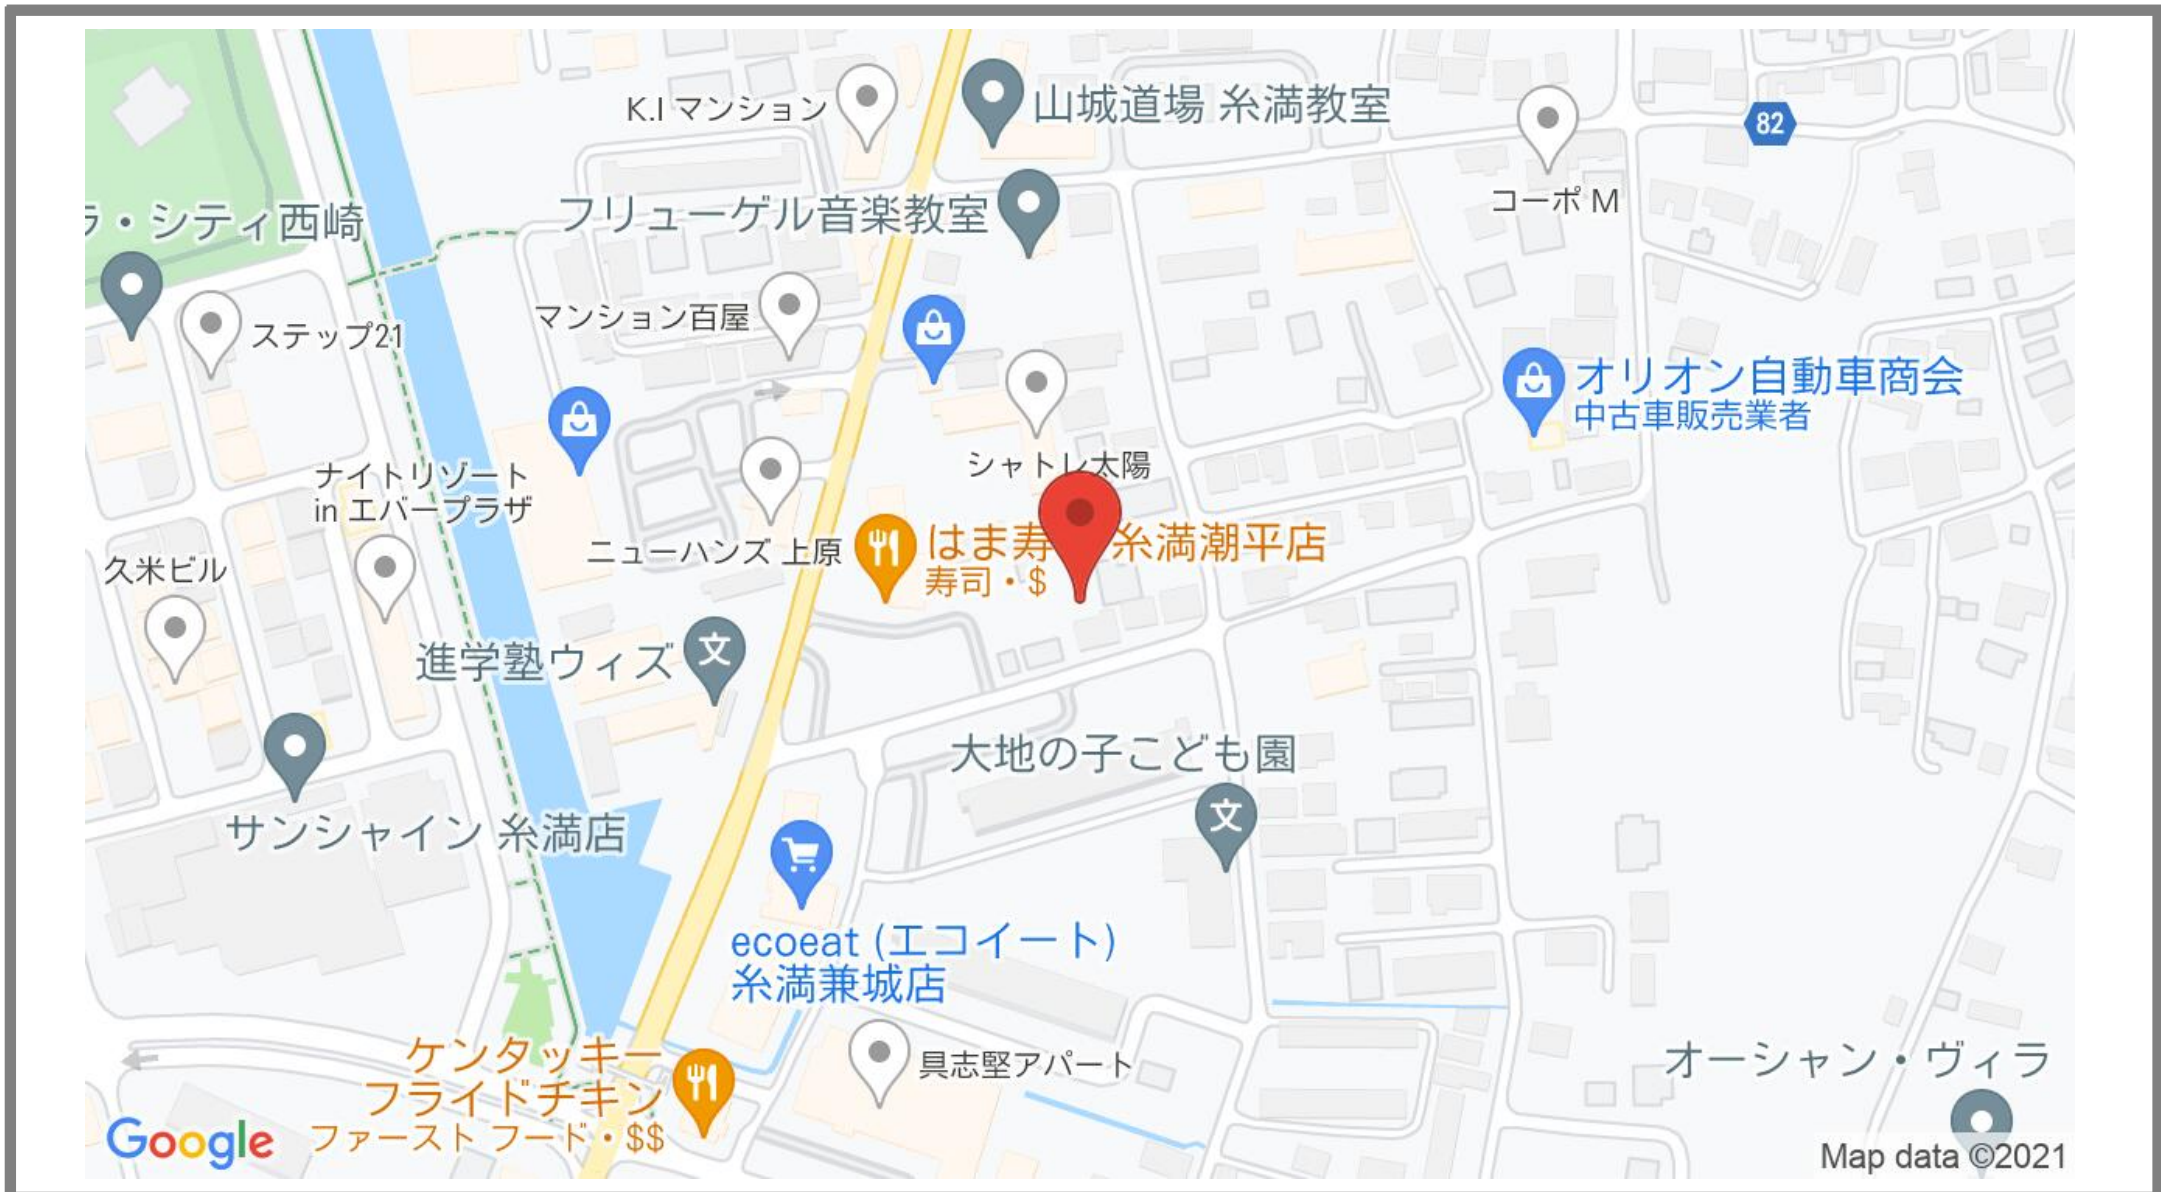 K.I マンション
山城道場 糸満教室
82
コーポ M
フリューゲル音楽教室
ラ・シティ西崎
マンション百屋
ステップ21
オリオン自動車商会
中古車販売業者
シャトレ太陽
ナイトリゾート
in エバープラザ
ニューハンズ 上原
はま寿 糸満潮平店
寿司・$
久米ビル
進学塾ウィズ
文
大地の子こども園
文
サンシャイン 糸満店
ecoeat (エコイート)
糸満兼城店
ケンタッキー
フライドチキン
ファースト フード・$$
具志堅アパート
オーシャン・ヴィラ
Google
Map data ©2021